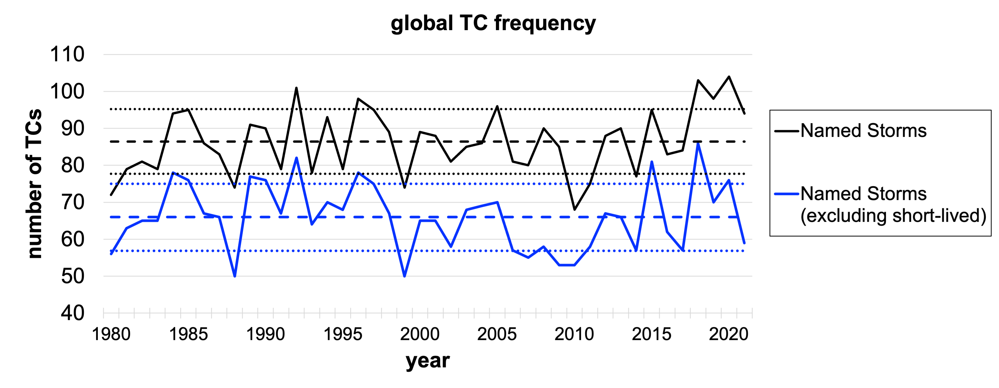 global TC frequency
110
100
90
80
70
60
50
40
number of TCs
1980 1985 1990 1995 2000 2005 2010 2015 2020
year
Named Storms
Named Storms
(excluding short-lived)